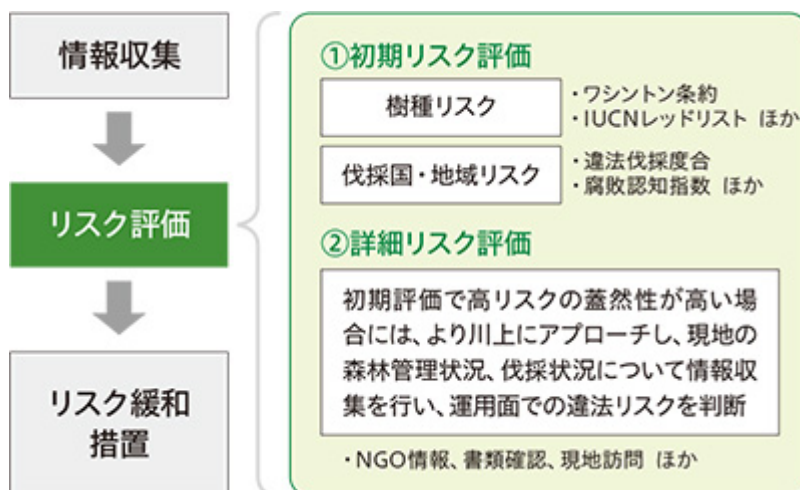 情報収集
リスク評価
リスク緩和
措置
①初期リスク評価
樹種リスク
・ワシントン条約
・IUCNレッドリスト ほか
伐採国・地域リスク
・違法伐採度合
・腐敗認知指数 ほか
②詳細リスク評価
初期評価で高リスクの蓋然性が高い場
合には、より川上にアプローチし、現地の
森林管理状況、伐採状況について情報収
集を行い、運用面での違法リスクを判断
・NGO情報、書類確認、現地訪問 ほか